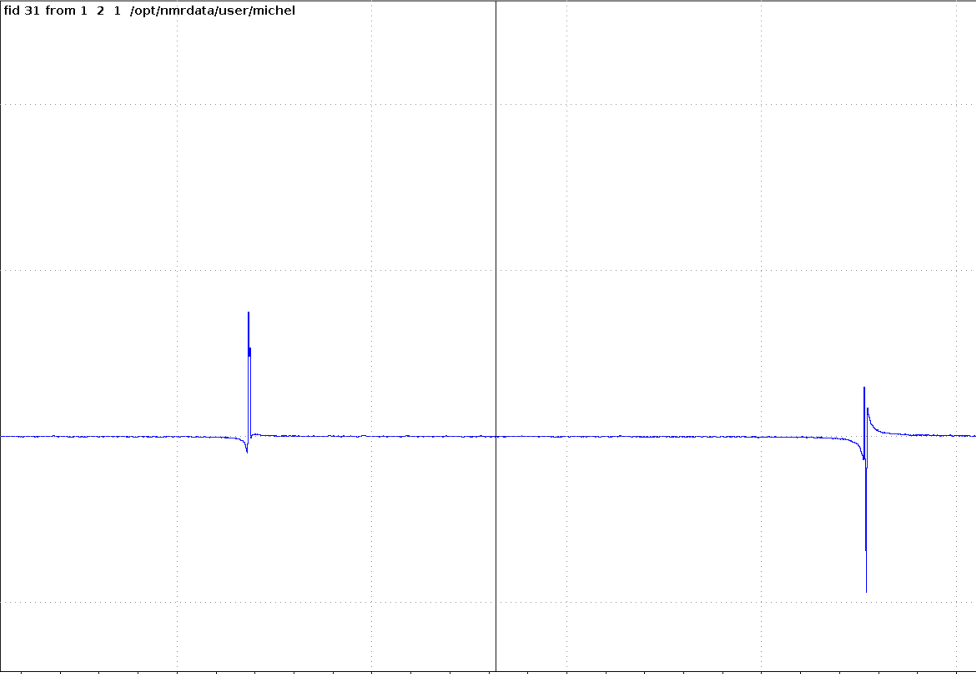 fid 31 from 1 2 1 /opt/nmrdata/user/michel